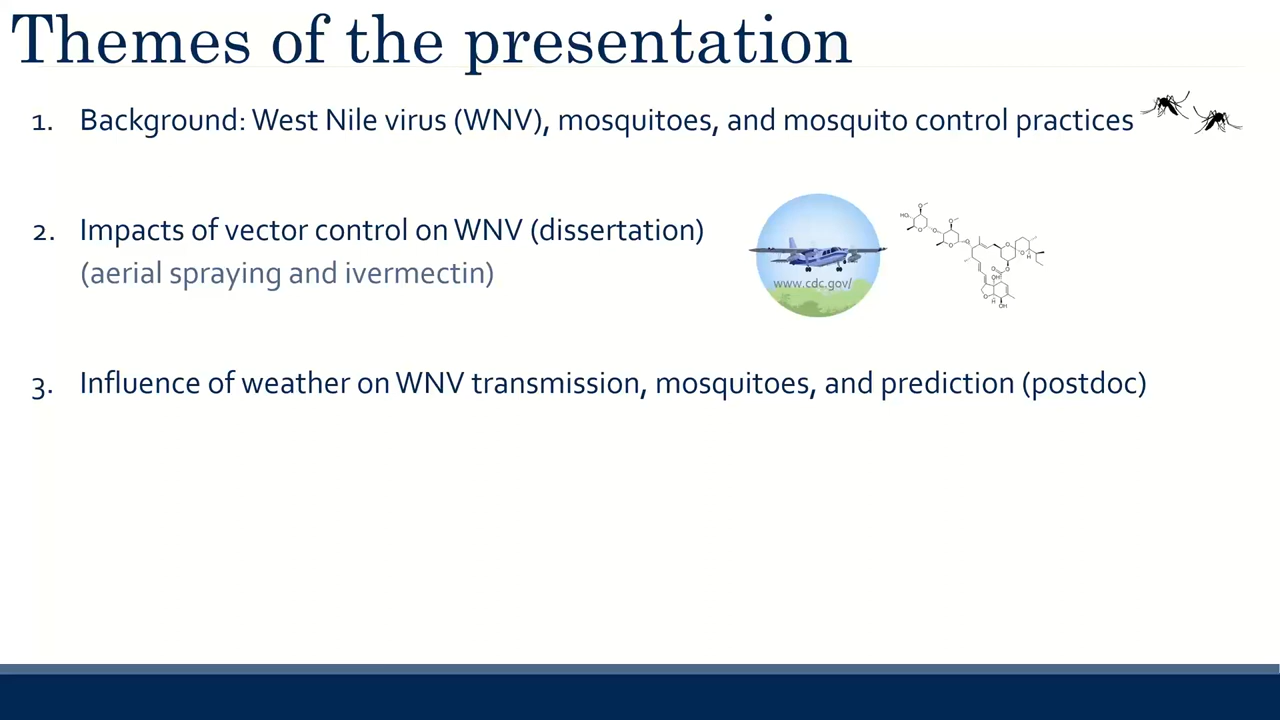 Themes of the presentation
1. Background: West Nile virus (WNV), mosquitoes, and mosquito control practices
2. Impacts of vector control on WNV (dissertation)
(aerial spraying and ivermectin)
www.cdc.gov/
3. Influence of weather on WNV transmission, mosquitoes, and prediction (postdoc)